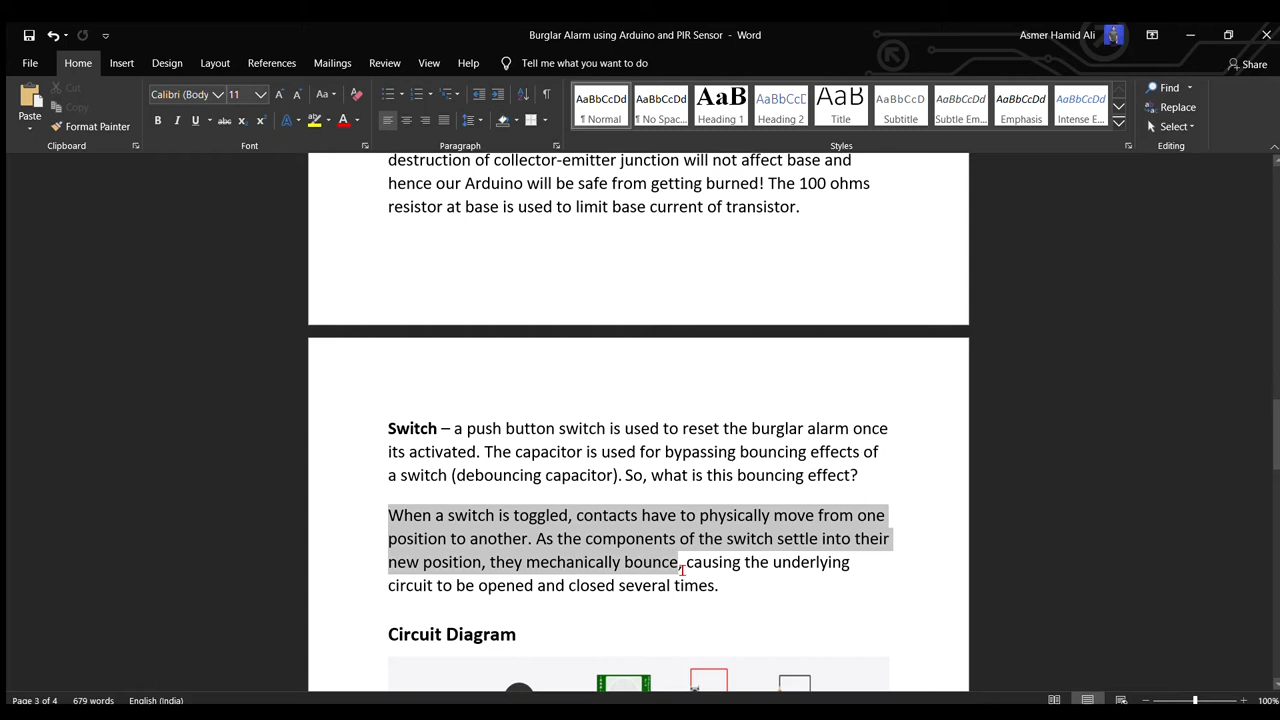 Burglar Alarm using Arduino and PIR Sensor - Word
Asmer Hamid Ali
File Home Insert Design Layout References Mailings Review View Help Tell me what you want to do
Share
Paste
Cut
Copy
Format Painter
Clipboard
Calibri (Body 11
Font
Paragraph
AaBbCcDd AaBbCcDd AaB AaBbCcD AaB AaBbCcD AaBbCcDd AaBbCcDd AaBbCcDd
¶ Normal ¶ No Spac... Heading 1 Heading 2 Title Subtitle Subtle Em... Emphasis Intense E...
Styles
Find
Replace
Select
Editing
destruction of collector-emitter junction will not affect base and
hence our Arduino will be safe from getting burned! The 100 ohms
resistor at base is used to limit base current of transistor.
Switch – a push button switch is used to reset the burglar alarm once
its activated. The capacitor is used for bypassing bouncing effects of
a switch (debouncing capacitor). So, what is this bouncing effect?
When a switch is toggled, contacts have to physically move from one
position to another. As the components of the switch settle into their
new position, they mechanically bounce, causing the underlying
circuit to be opened and closed several times.
Circuit Diagram
Page 3 of 4 679 words English (India)
100%